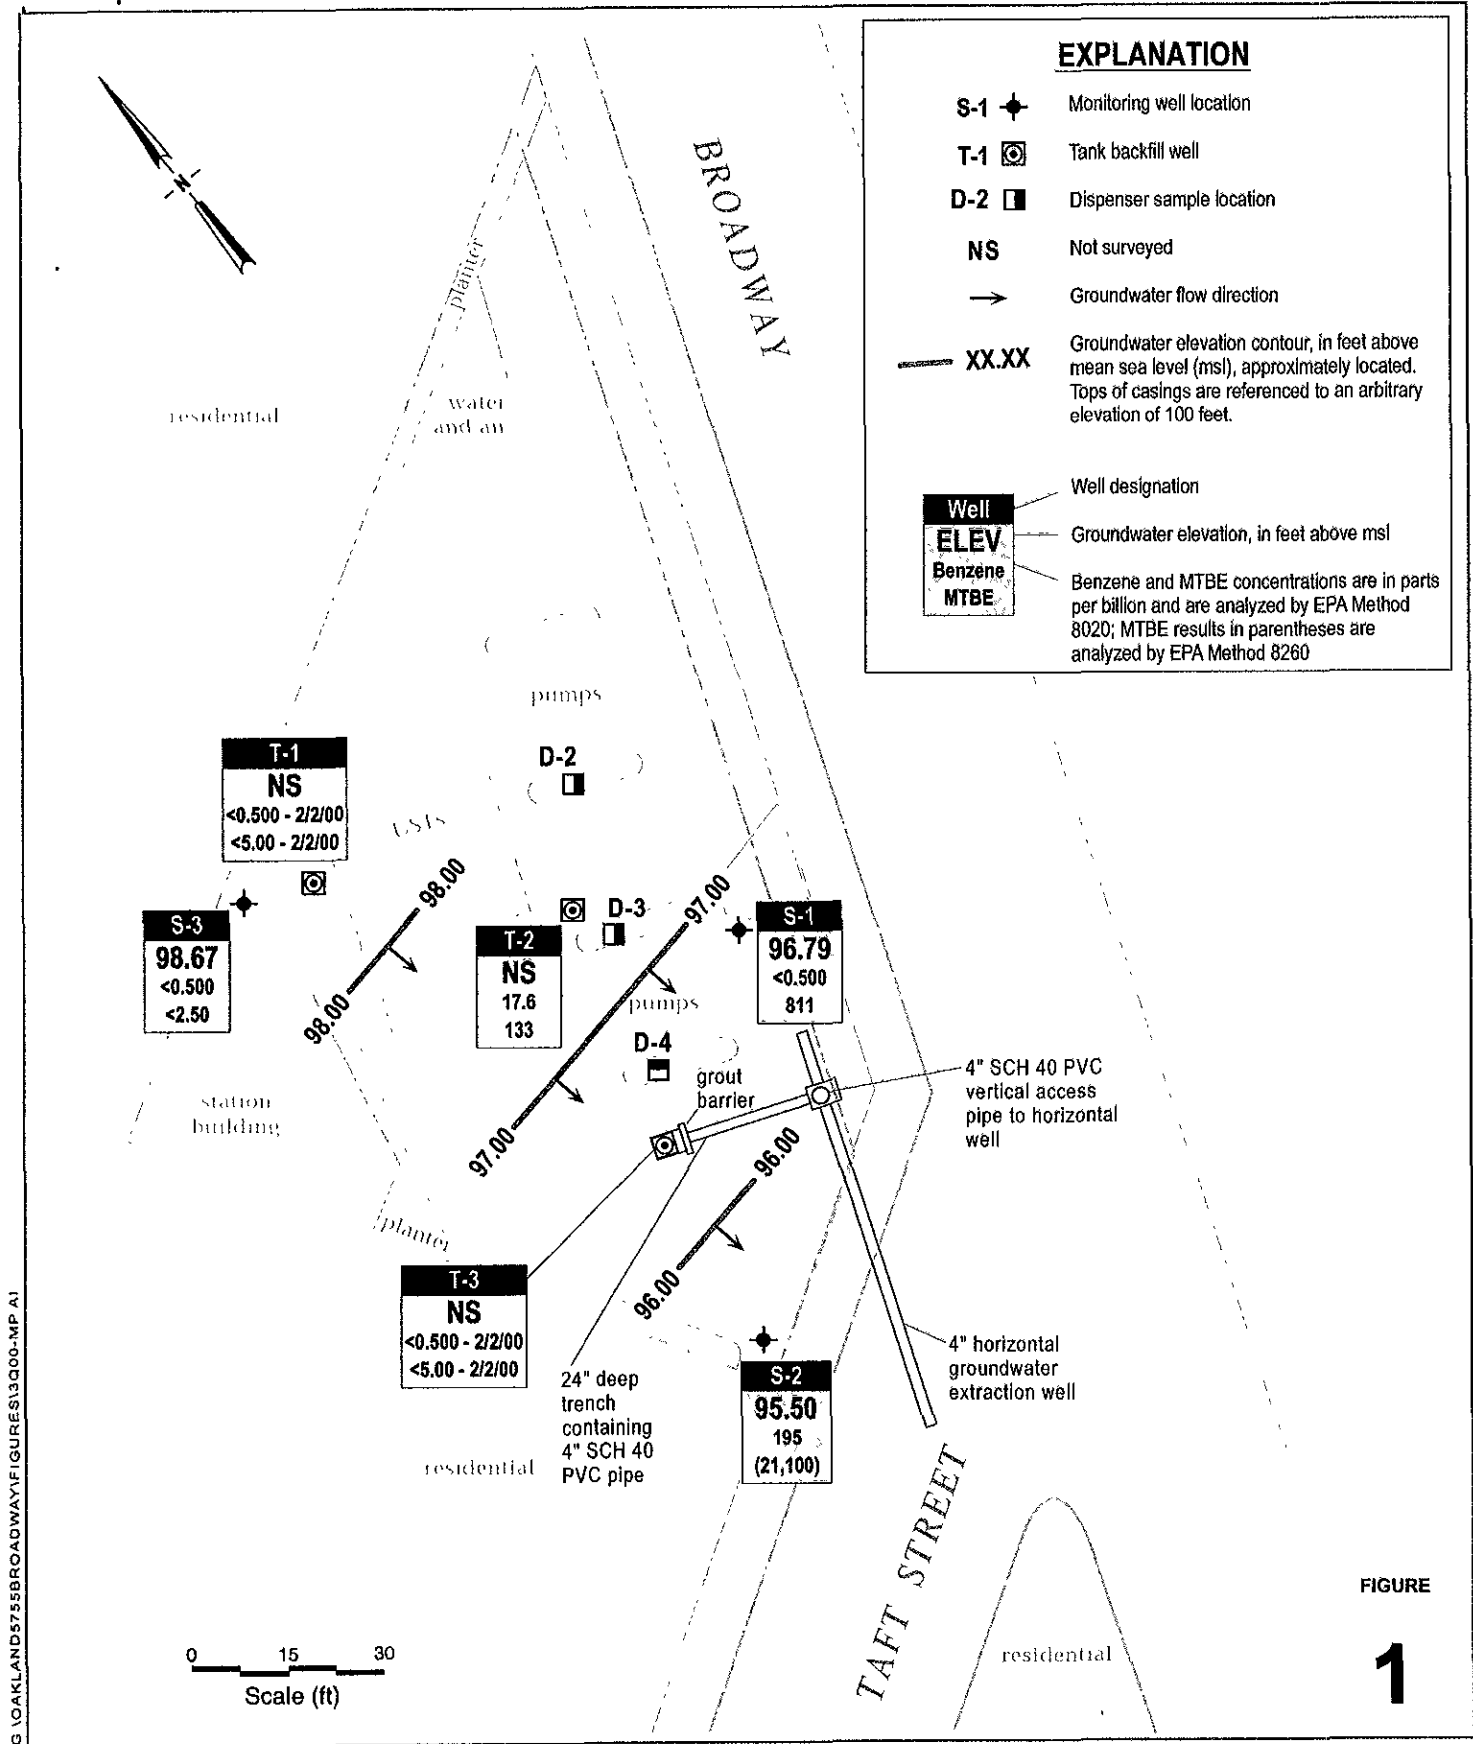 EXPLANATION
S-1 Monitoring well location
T-1 Tank backfill well
D-2 Dispenser sample location
NS Not surveyed
Groundwater flow direction
XX.XX Groundwater elevation contour, in feet above
mean sea level (msl), approximately located.
Tops of casings are referenced to an arbitrary
elevation of 100 feet.
Well
ELEV
Benzene
MTBE
Well designation
Groundwater elevation, in feet above msl
Benzene and MTBE concentrations are in parts
per billion and are analyzed by EPA Method
8020; MTBE results in parentheses are
analyzed by EPA Method 8260
N
BROADWAY
planter
residential
water
and an
pumps
D-2
T-1
NS
<0.500 - 2/2/00
<5.00 - 2/2/00
USTs
98.00
98.00
S-3
98.67
<0.500
<2.50
T-2
NS
17.6
133
D-3
97.00
97.00
S-1
96.79
<0.500
811
pumps
D-4
grout
barrier
4" SCH 40 PVC
vertical access
pipe to horizontal
well
station
building
planter
96.00
96.00
T-3
NS
<0.500 - 2/2/00
<5.00 - 2/2/00
24" deep
trench
containing
4" SCH 40
PVC pipe
S-2
95.50
195
(21,100)
4" horizontal
groundwater
extraction well
residential
TAFT STREET
residential
0 15 30
Scale (ft)
FIGURE
1
G:\OAKLAND5755BROADWAY\FIGURES\3Q00-MP AI